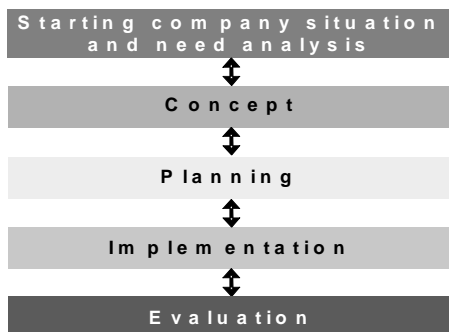 Starting company situation
and need analysis
Concept
Planning
Implementation
Evaluation